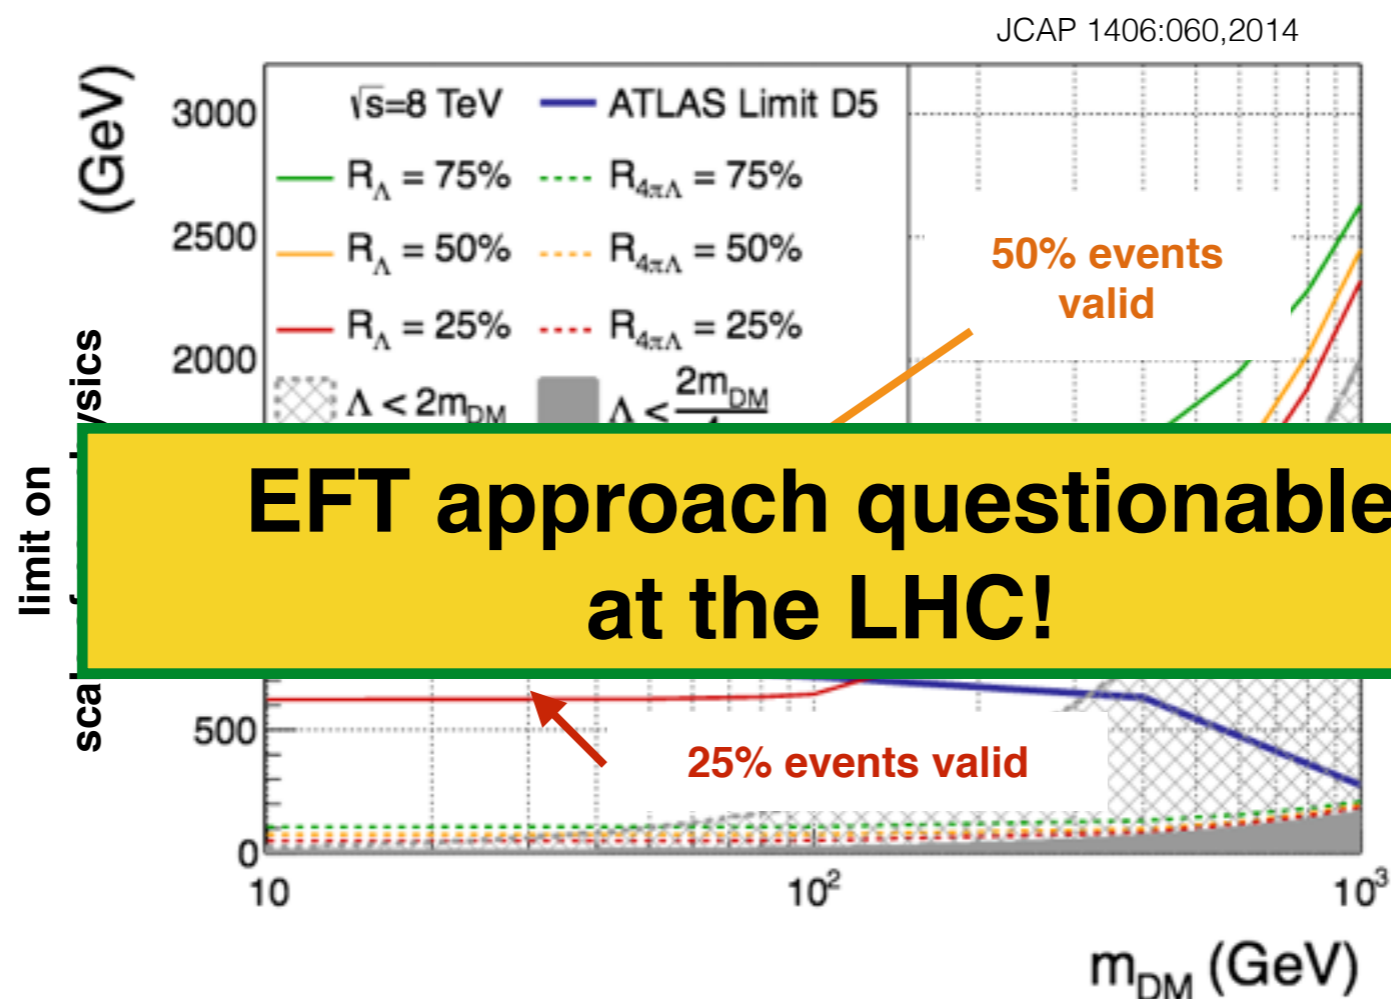 JCAP 1406:060,2014
(GeV)
√s=8 TeV ATLAS Limit D5
R_Λ = 75% R_4πΛ = 75%
R_Λ = 50% R_4πΛ = 50%
R_Λ = 25% R_4πΛ = 25%
Λ < 2m_DM Λ < 2m_DM
3000
2500
2000
500
0
50% events
valid
limit on
EFT approach questionable
at the LHC!
25% events valid
10 10² 10³
m_DM (GeV)